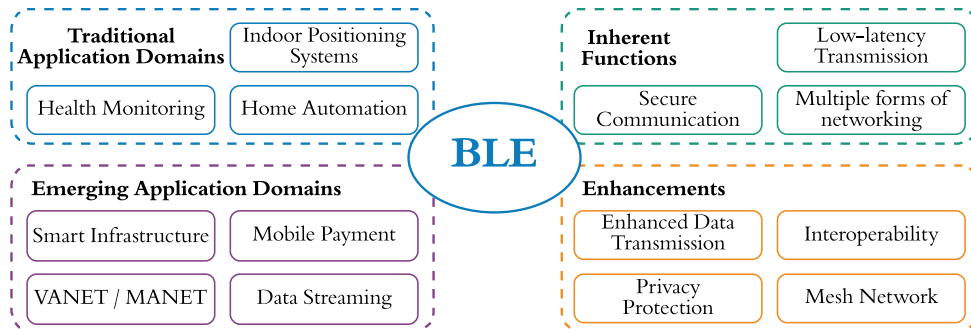 Traditional
Application Domains
Indoor Positioning
Systems
Health Monitoring
Home Automation
Inherent
Functions
Low-latency
Transmission
Secure
Communication
Multiple forms of
networking
BLE
Emerging Application Domains
Smart Infrastructure
Mobile Payment
VANET / MANET
Data Streaming
Enhancements
Enhanced Data
Transmission
Interoperability
Privacy
Protection
Mesh Network